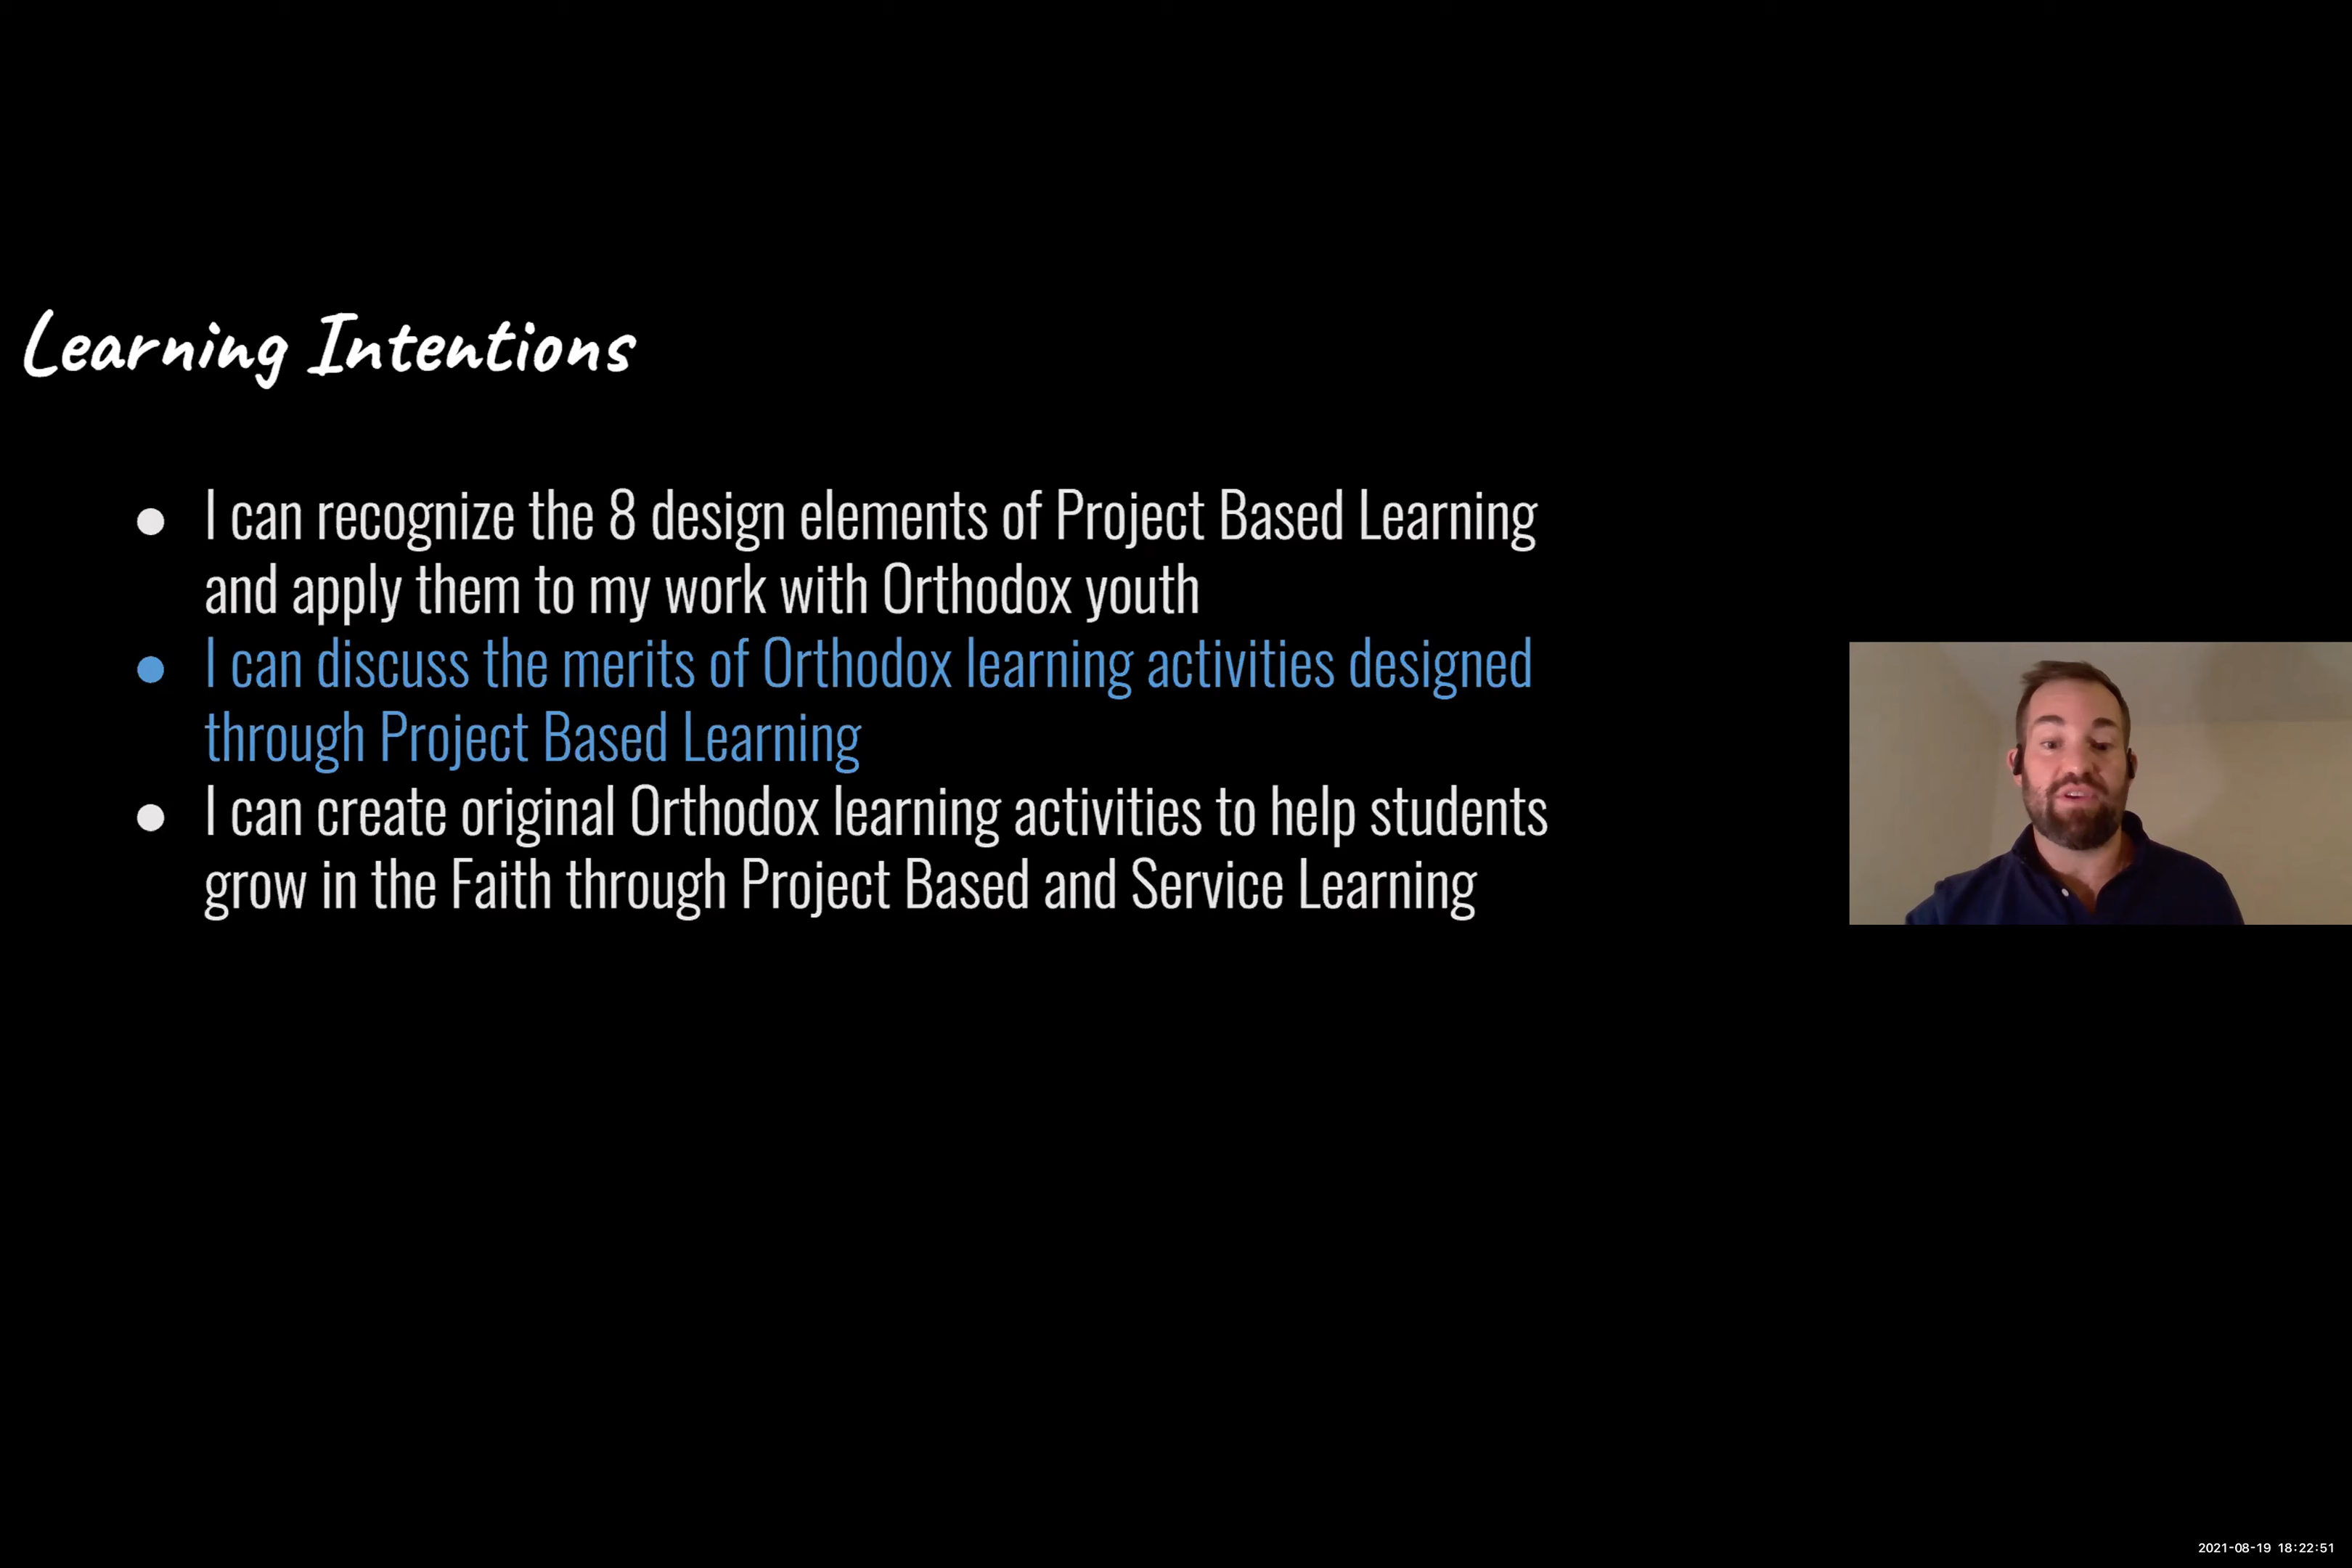 Learning Intentions
● I can recognize the 8 design elements of Project Based Learning
and apply them to my work with Orthodox youth
● I can discuss the merits of Orthodox learning activities designed
through Project Based Learning
● I can create original Orthodox learning activities to help students
grow in the Faith through Project Based and Service Learning
2021-08-19 18:22:51